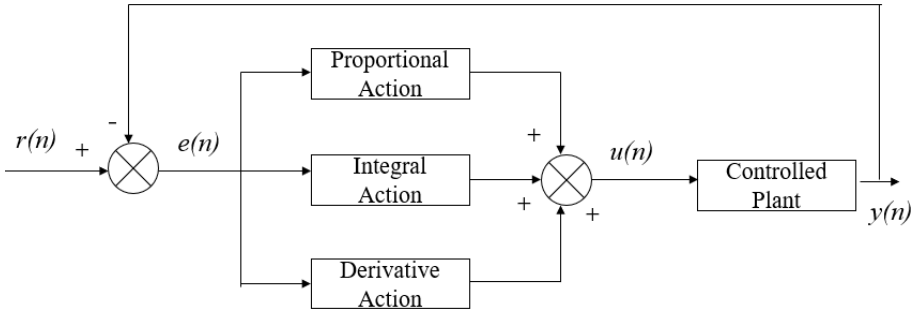 Proportional
Action
-
r(n)
+
e(n)
+
u(n)
Integral
Action
Controlled
Plant
+
+
y(n)
Derivative
Action